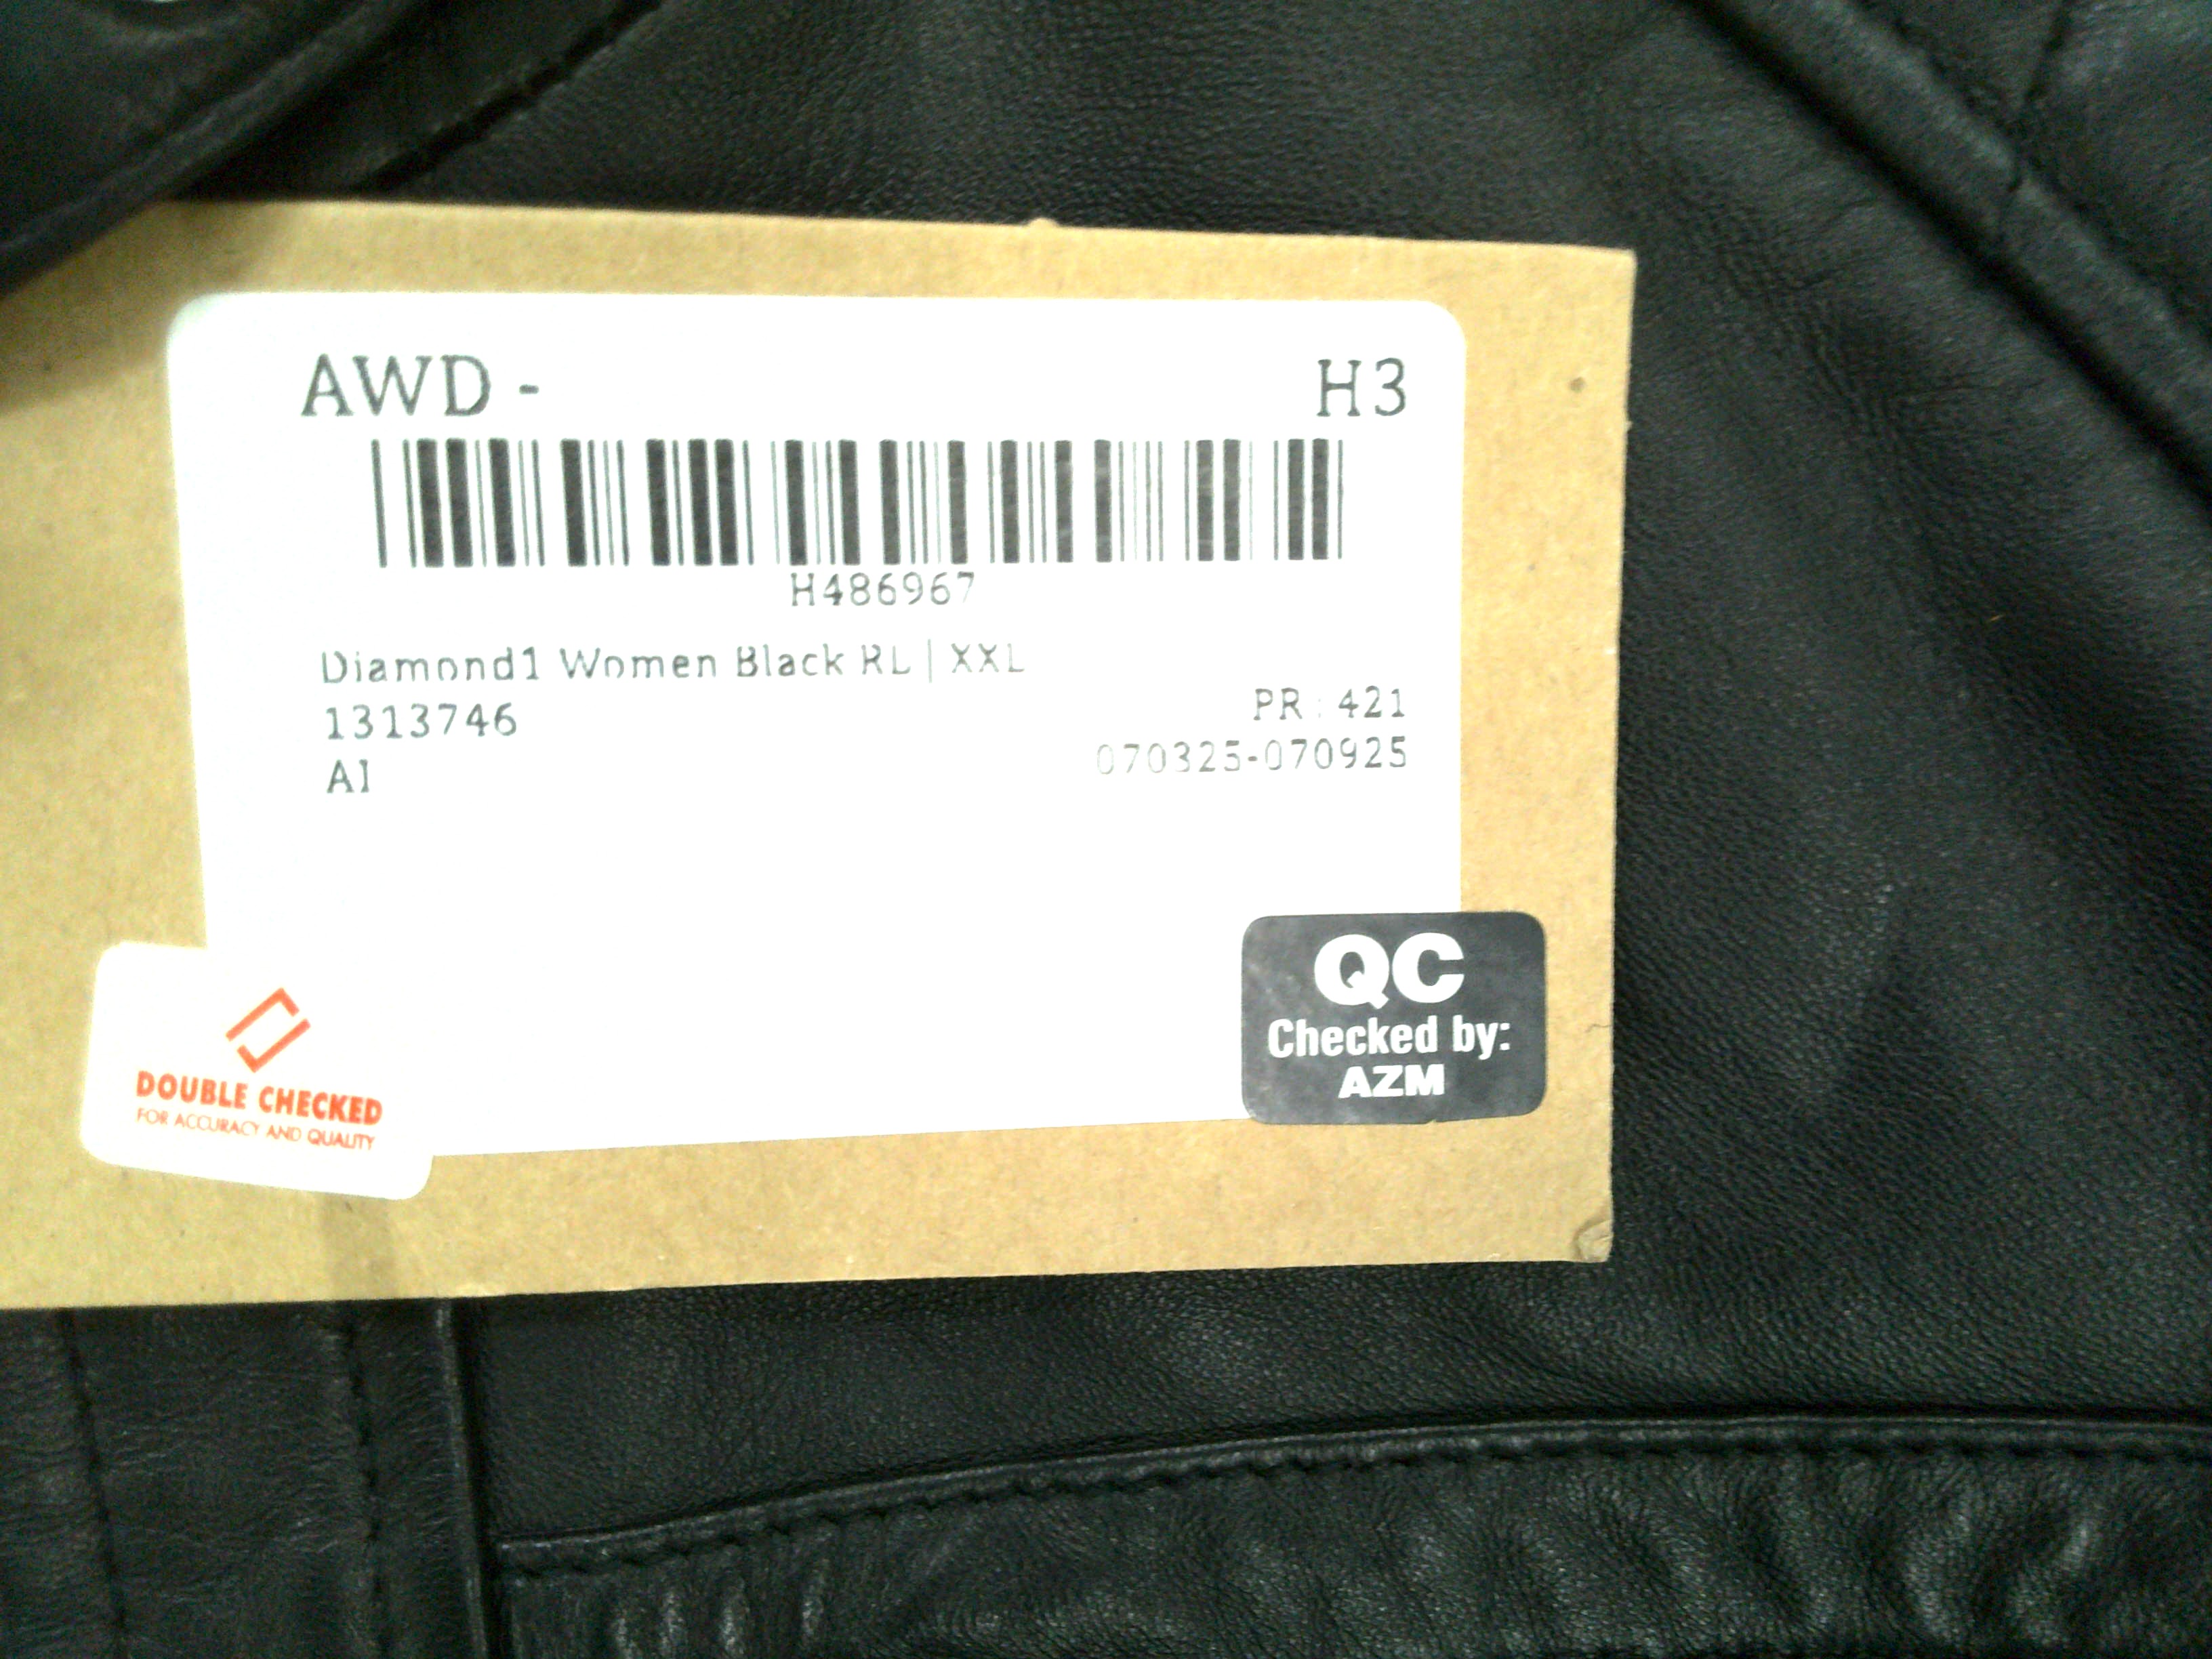 AWD - H3
H486967
Diamond1 Women Black RL | XXL
1313746 PR : 421
AI 070325-070925
QC
Checked by:
AZM
DOUBLE CHECKED
FOR ACCURACY AND QUALITY